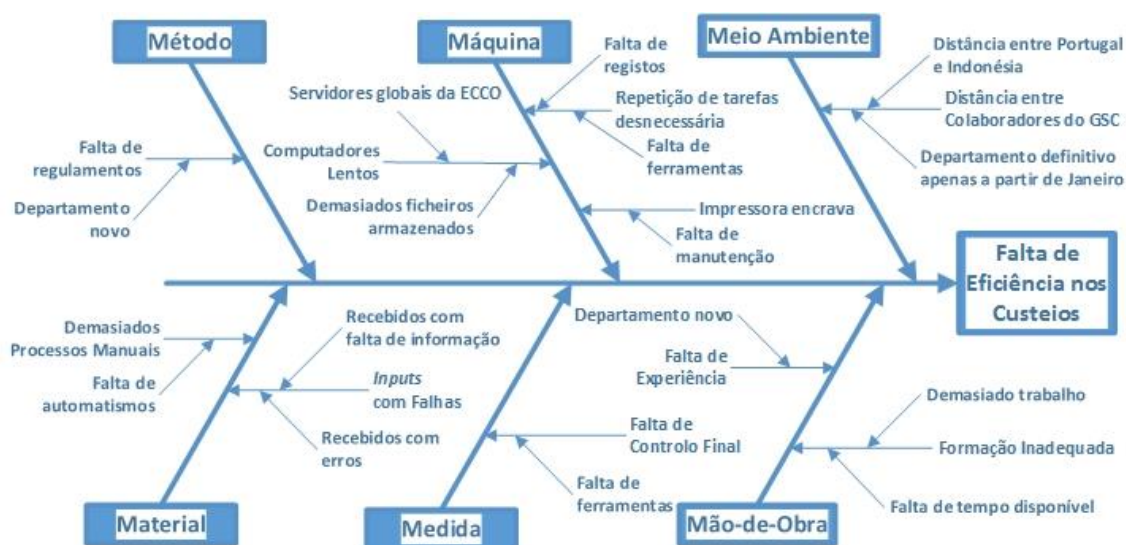 Método
Máquina
Meio Ambiente
Falta de
registos
Distância entre Portugal
e Indonésia
Servidores globais da ECCO
Repetição de tarefas
desnecessária
Distância entre
Colaboradores do GSC
Falta de
regulamentos
Computadores
Lentos
Falta de
ferramentas
Departamento definitivo
apenas a partir de Janeiro
Departamento
novo
Demasiados ficheiros
armazenados
Impressora encrava
Falta de
manutenção
Falta de
Eficiência nos
Custeios
Demasiados
Processos Manuais
Recebidos com
falta de informação
Departamento novo
Falta de
automatismos
Inputs
com Falhas
Falta de
Experiência
Demasiado trabalho
Recebidos com
erros
Falta de
Controlo Final
Formação Inadequada
Falta de
ferramentas
Falta de tempo disponível
Material
Medida
Mão-de-Obra